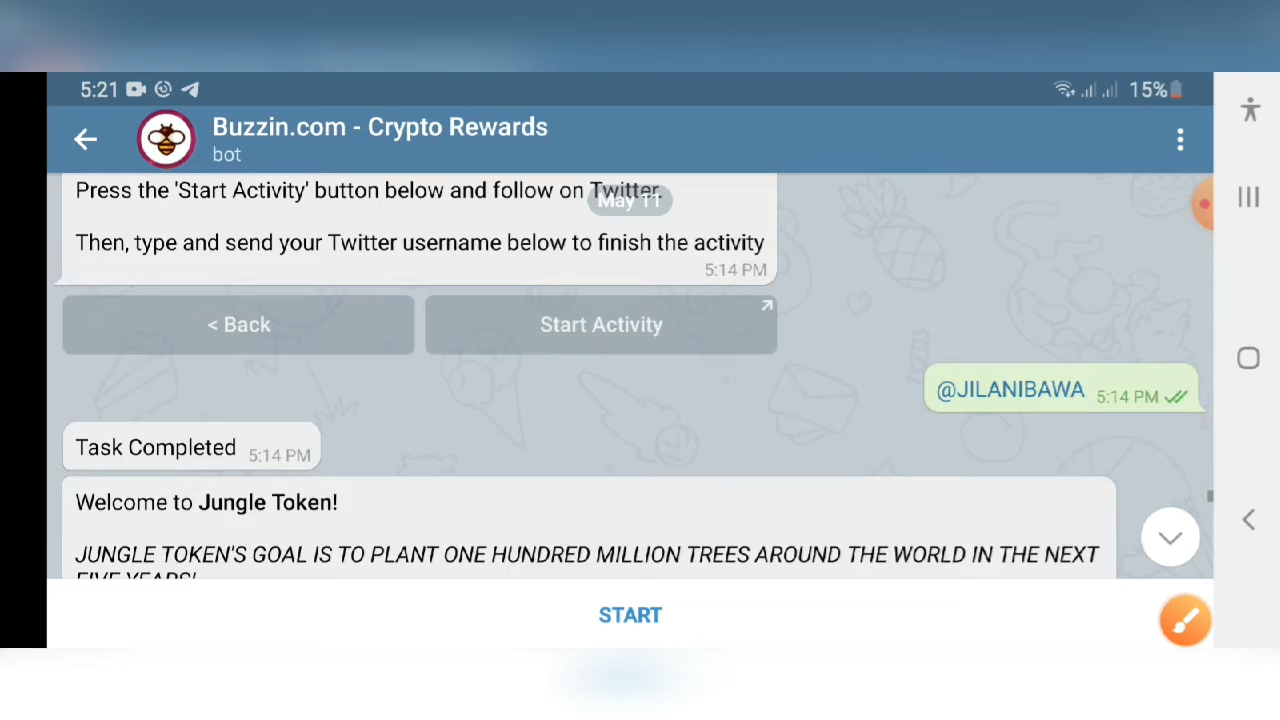 5:21 15%
Buzzin.com - Crypto Rewards
bot
Press the 'Start Activity' button below and follow on Twitter.
May 11
Then, type and send your Twitter username below to finish the activity
5:14 PM
< Back Start Activity
@JILANIBAWA 5:14 PM
Task Completed 5:14 PM
Welcome to Jungle Token!
JUNGLE TOKEN'S GOAL IS TO PLANT ONE HUNDRED MILLION TREES AROUND THE WORLD IN THE NEXT
FIVE YEARS!
START